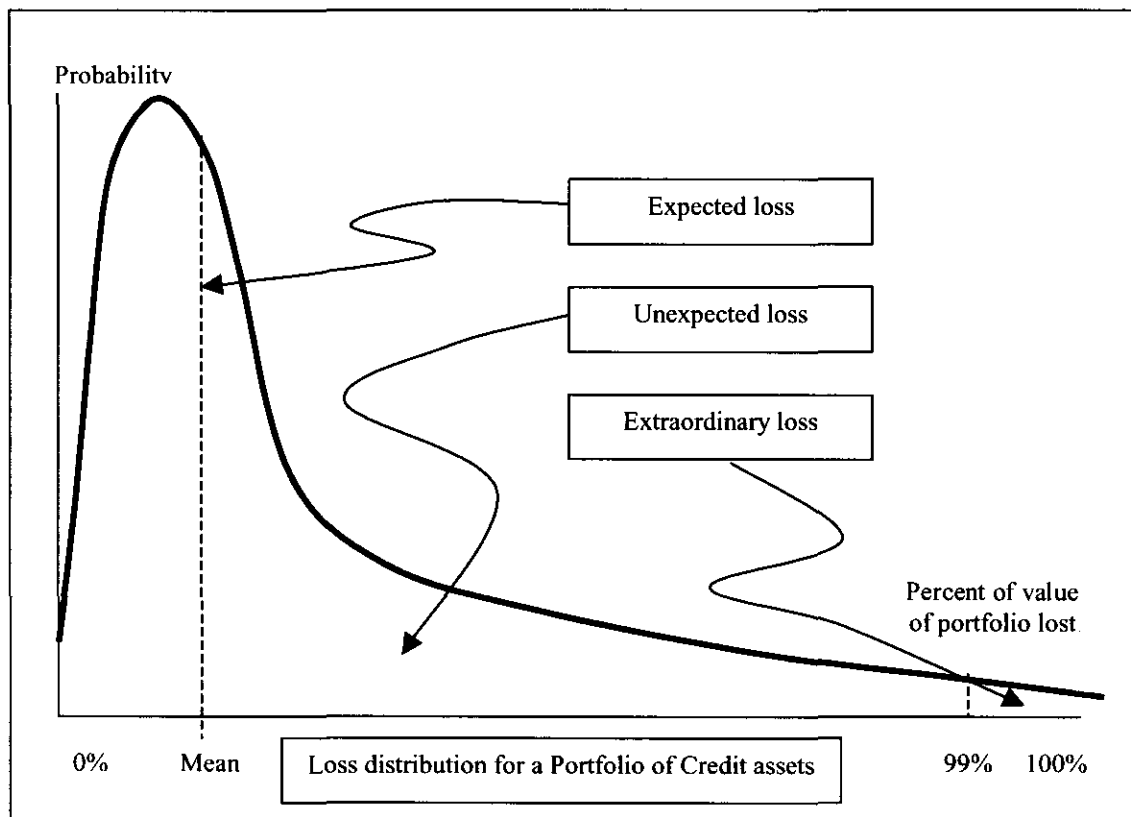 Probability
Expected loss
Unexpected loss
Extraordinary loss
Percent of value
of portfolio lost
0%
Mean
Loss distribution for a Portfolio of Credit assets
99%
100%